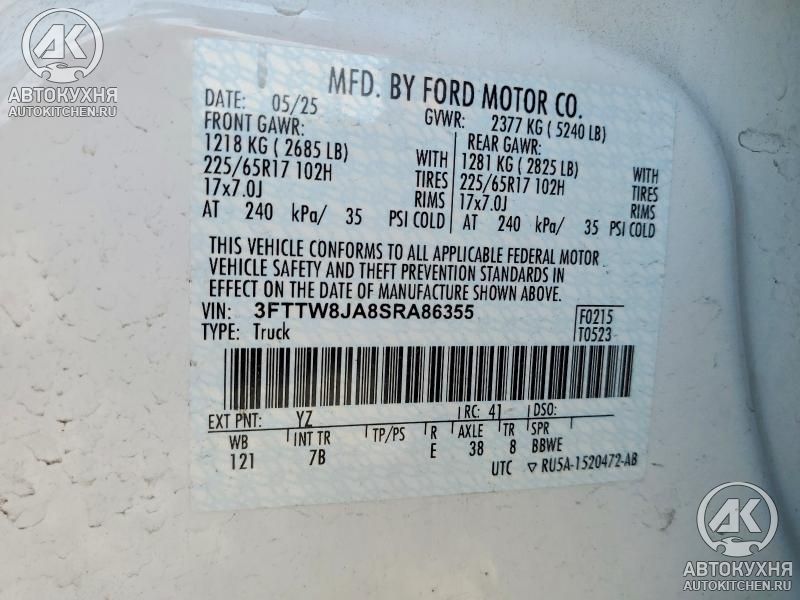 АВТОКУХНЯ
AUTOKITCHEN.RU
MFD. BY FORD MOTOR CO.
DATE: 05/25 GVWR: 2377 KG ( 5240 LB)
FRONT GAWR: REAR GAWR:
1218 KG ( 2685 LB) WITH 1281 KG ( 2825 LB) WITH
225/65R17 102H TIRES 225/65R17 102H TIRES
17x7.0J RIMS 17x7.0J RIMS
AT 240 kPa/ 35 PSI COLD AT 240 kPa/ 35 PSI COLD
THIS VEHICLE CONFORMS TO ALL APPLICABLE FEDERAL MOTOR
VEHICLE SAFETY AND THEFT PREVENTION STANDARDS IN
EFFECT ON THE DATE OF MANUFACTURE SHOWN ABOVE.
VIN: 3FTTW8JA8SRA86355 F0215
TYPE: Truck T0523
EXT PNT: YZ RC: 41 DSO:
WB INT TR TP/PS R AXLE TR SPR
121 7B E 38 8 BBWE
UTC ▽ RU5A-1520472-AB
АК
АВТОКУХНЯ
AUTOKITCHEN.RU